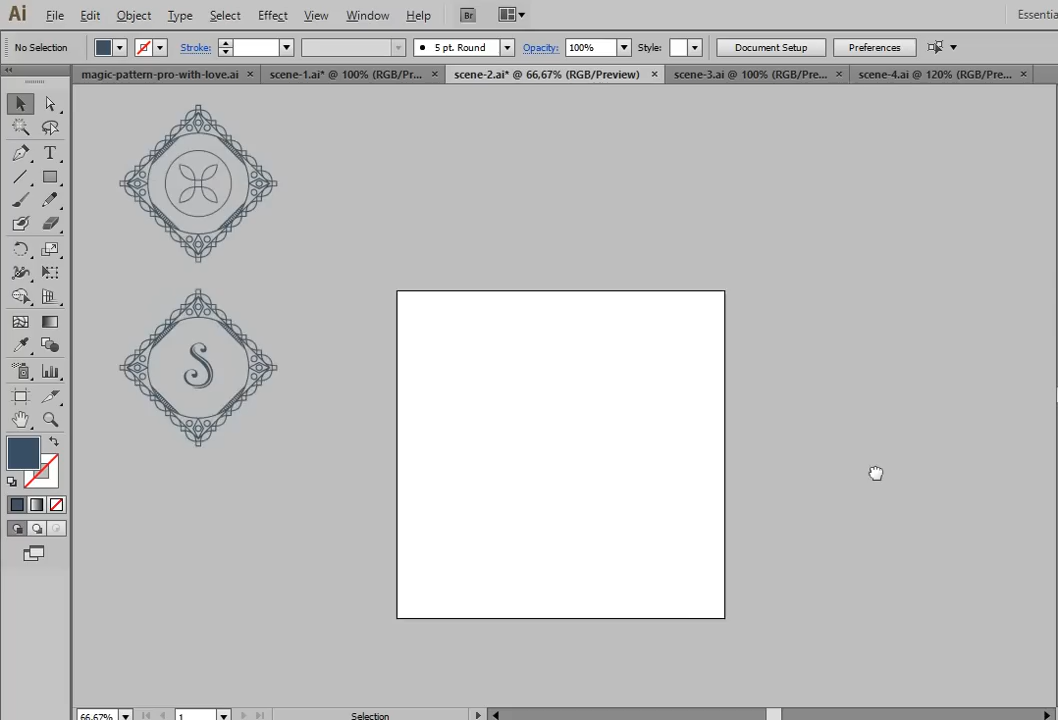 Ai File Edit Object Type Select Effect View Window Help Br Essentia
No Selection Stroke: 5 pt. Round Opacity: 100% Style: Document Setup Preferences
magic-pattern-pro-with-love.ai × scene-1.ai* @ 100% (RGB/Pr... × scene-2.ai* @ 66,67% (RGB/Preview) × scene-3.ai @ 100% (RGB/Pre... × scene-4.ai @ 120% (RGB/Pre... ×
T
S
66,67% 1 Selection